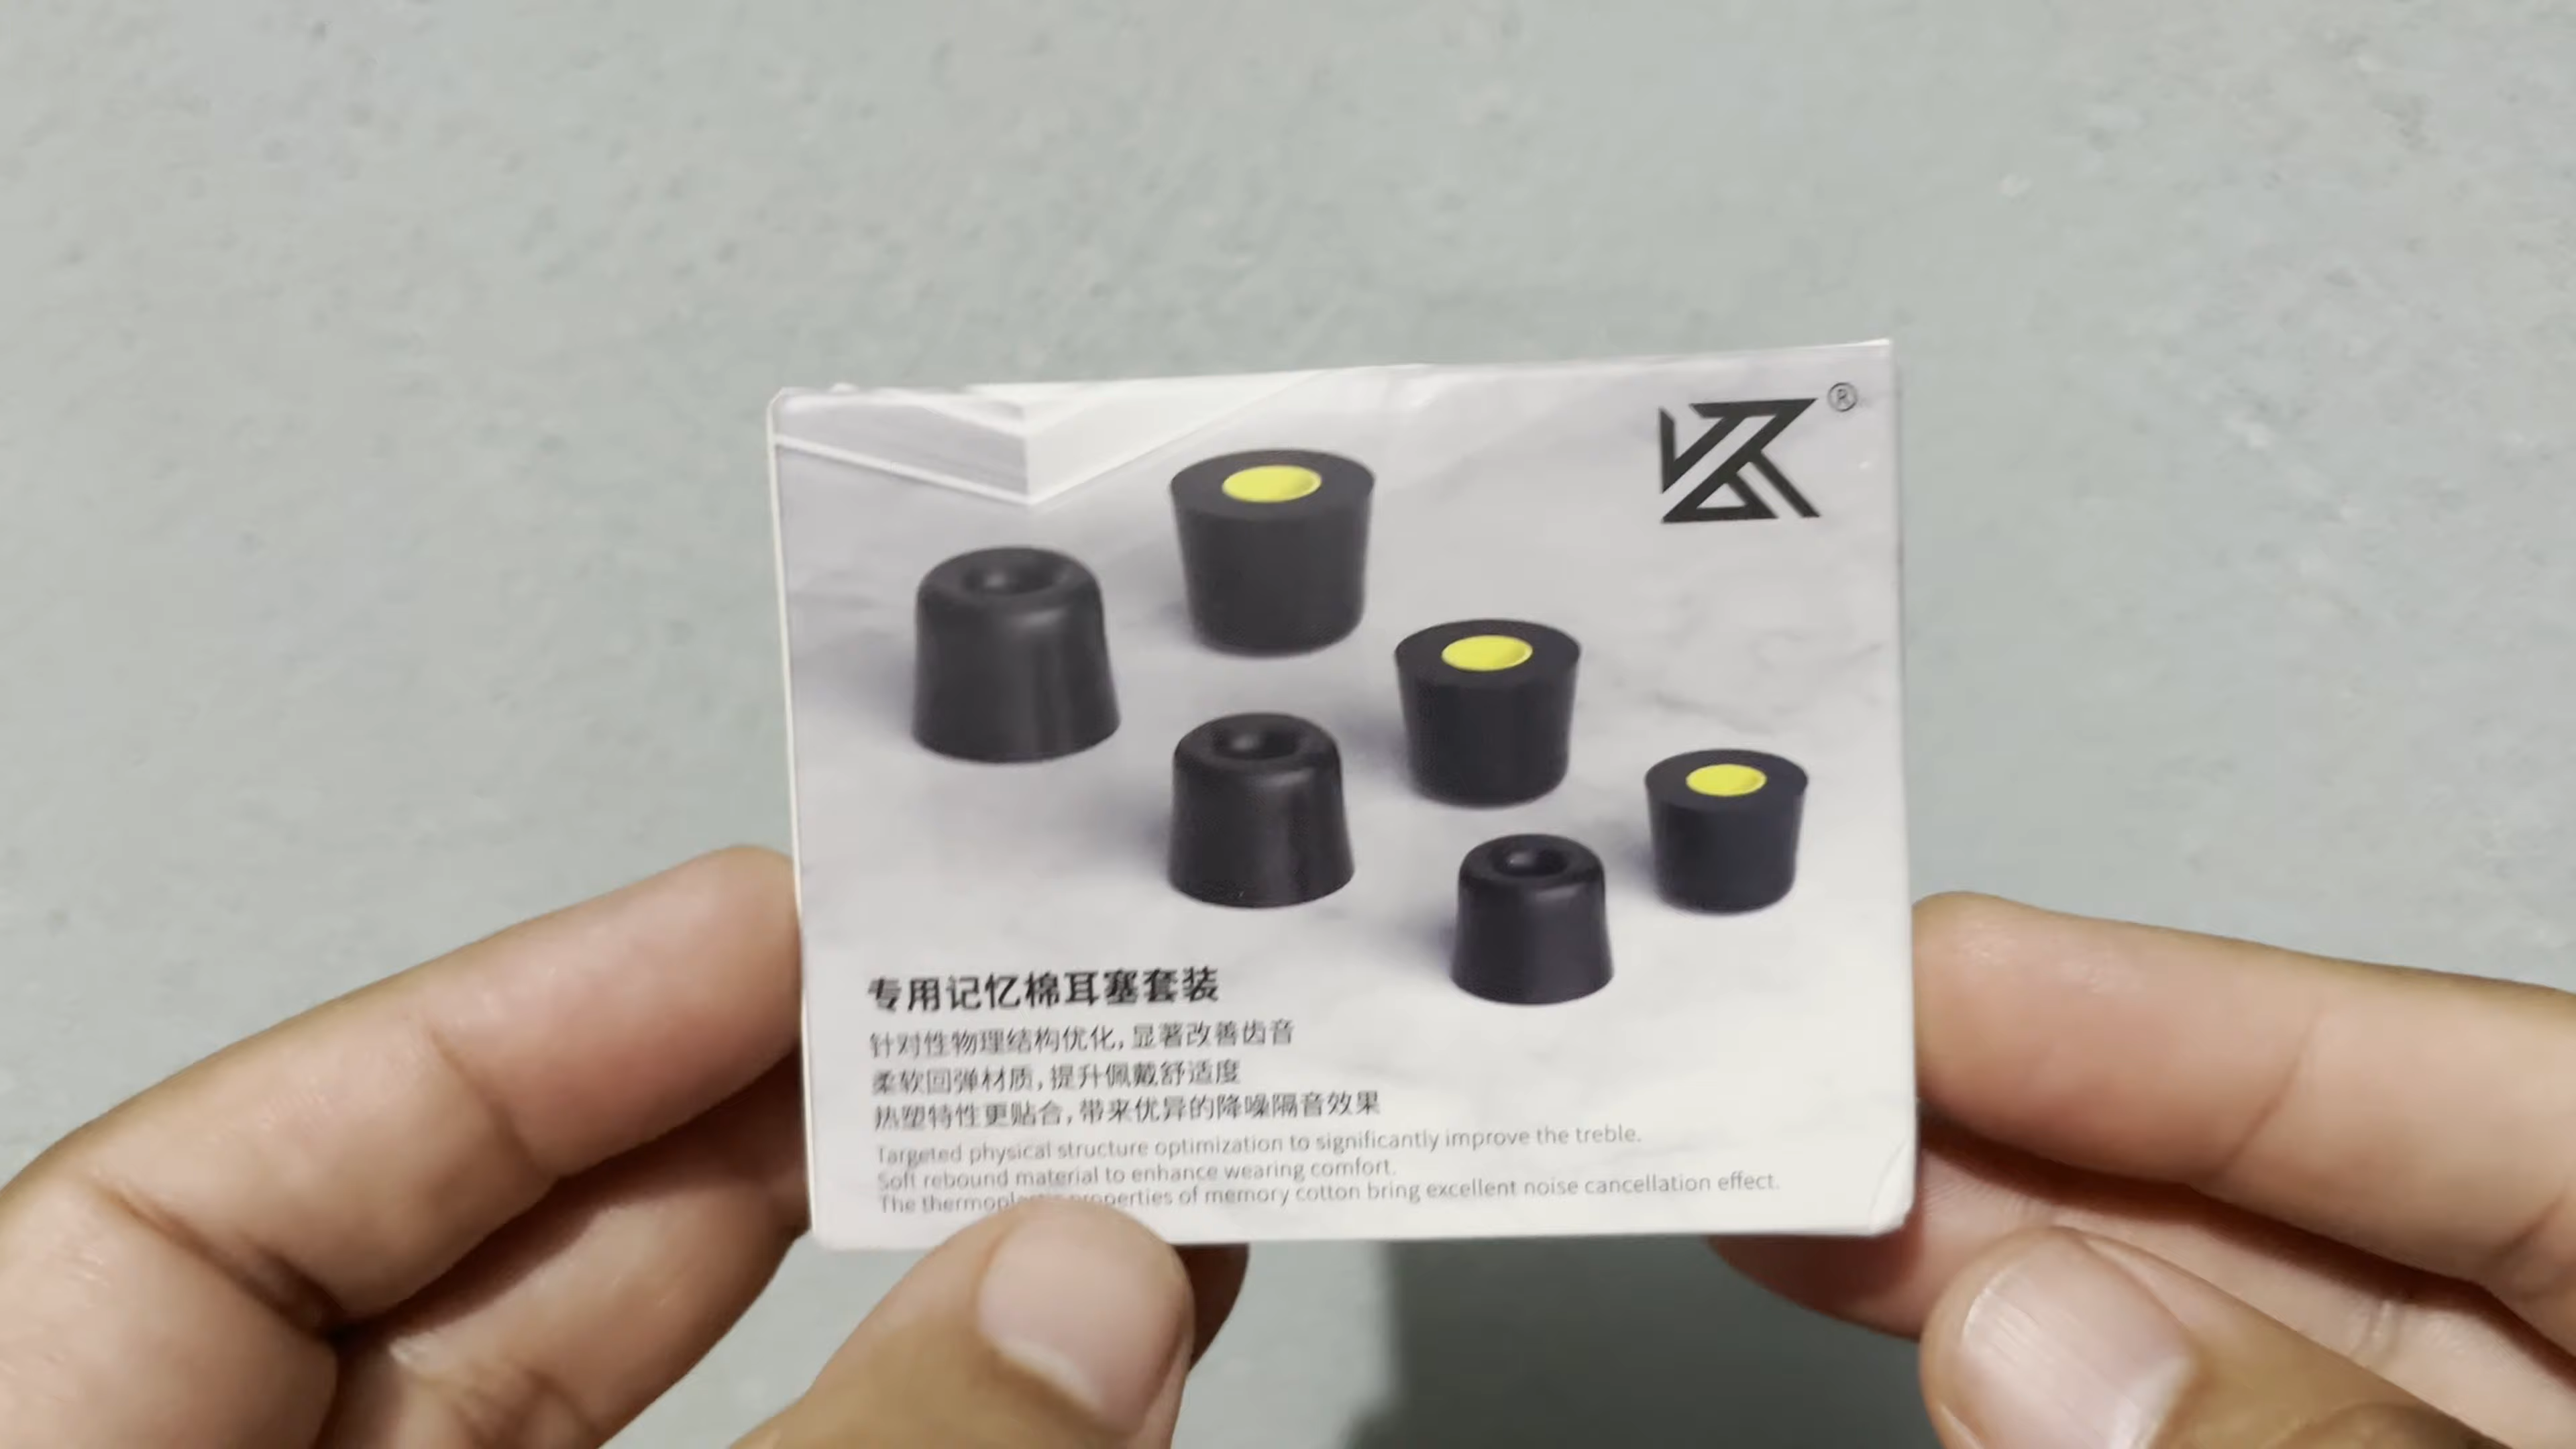 KZ ®
专用记忆棉耳塞套装
针对性物理结构优化,显著改善齿音
柔软回弹材质,提升佩戴舒适度
热塑特性更贴合,带来优异的降噪隔音效果
Targeted physical structure optimization to significantly improve the treble.
Soft rebound material to enhance wearing comfort.
The of memory cotton bring excellent noise cancellation effect.